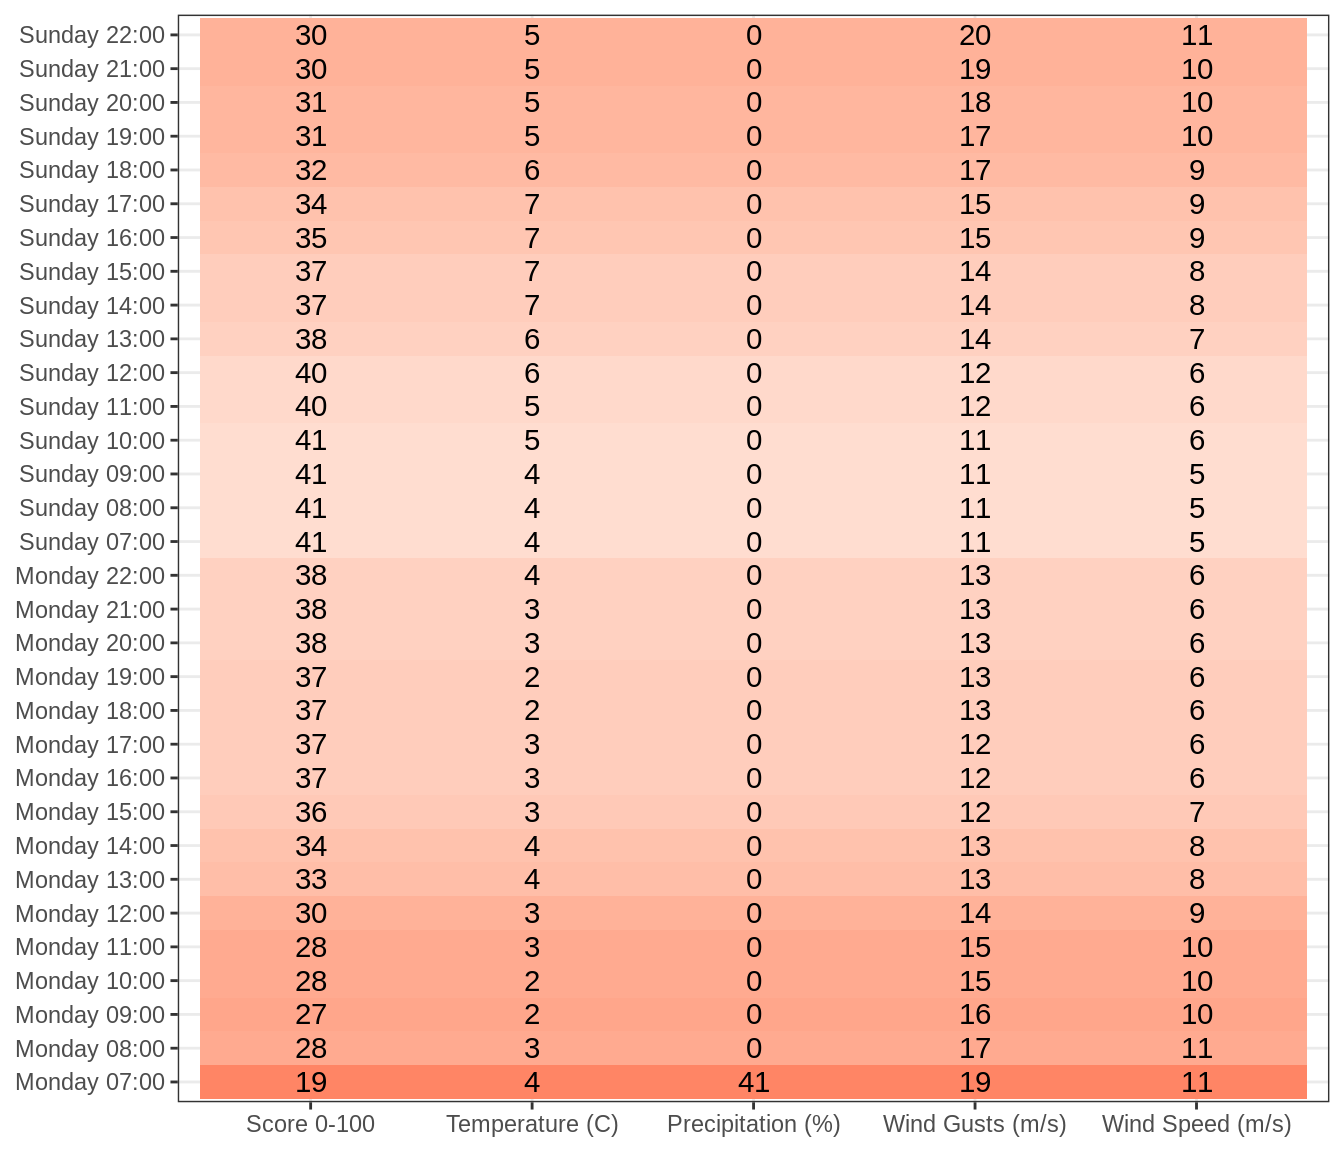 Sunday 22:00 30 5 0 20 11
Sunday 21:00 30 5 0 19 10
Sunday 20:00 31 5 0 18 10
Sunday 19:00 31 5 0 17 10
Sunday 18:00 32 6 0 17 9
Sunday 17:00 34 7 0 15 9
Sunday 16:00 35 7 0 15 9
Sunday 15:00 37 7 0 14 8
Sunday 14:00 37 7 0 14 8
Sunday 13:00 38 6 0 14 7
Sunday 12:00 40 6 0 12 6
Sunday 11:00 40 5 0 12 6
Sunday 10:00 41 5 0 11 6
Sunday 09:00 41 4 0 11 5
Sunday 08:00 41 4 0 11 5
Sunday 07:00 41 4 0 11 5
Monday 22:00 38 4 0 13 6
Monday 21:00 38 3 0 13 6
Monday 20:00 38 3 0 13 6
Monday 19:00 37 2 0 13 6
Monday 18:00 37 2 0 13 6
Monday 17:00 37 3 0 12 6
Monday 16:00 37 3 0 12 6
Monday 15:00 36 3 0 12 7
Monday 14:00 34 4 0 13 8
Monday 13:00 33 4 0 13 8
Monday 12:00 30 3 0 14 9
Monday 11:00 28 3 0 15 10
Monday 10:00 28 2 0 15 10
Monday 09:00 27 2 0 16 10
Monday 08:00 28 3 0 17 11
Monday 07:00 19 4 41 19 11
Score 0-100 Temperature (C) Precipitation (%) Wind Gusts (m/s) Wind Speed (m/s)